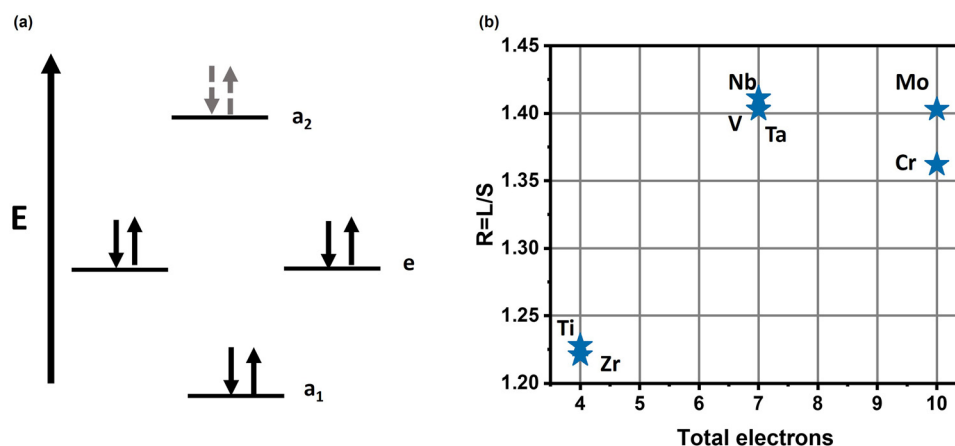 (a)
a2
E
e
a1
(b)
R=L/S
1.45
1.40
1.35
1.30
1.25
1.20
Nb
V
Ta
Mo
Cr
Ti
Zr
4 5 6 7 8 9 10
Total electrons